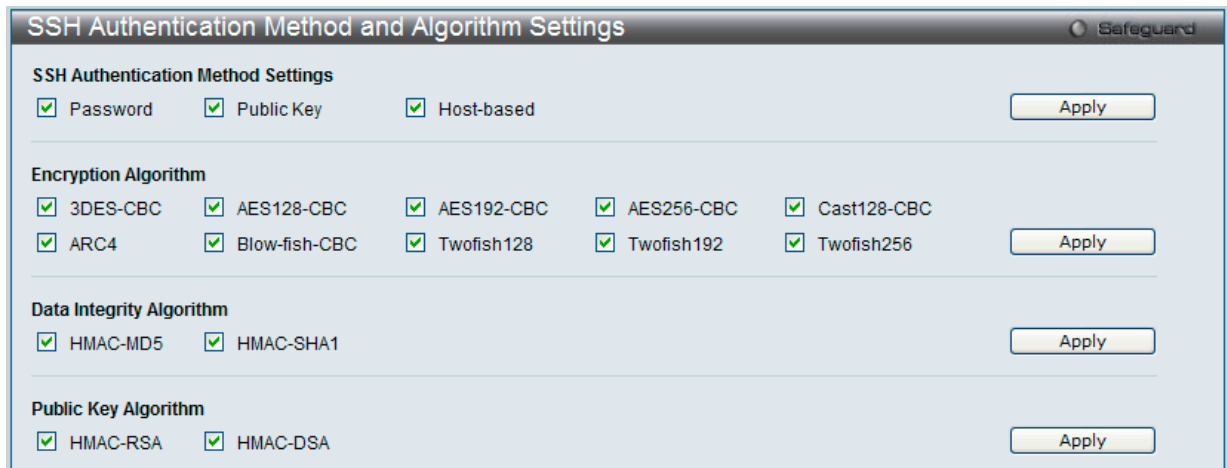 SSH Authentication Method and Algorithm Settings
Safeguard
SSH Authentication Method Settings
Password Public Key Host-based Apply
Encryption Algorithm
3DES-CBC AES128-CBC AES192-CBC AES256-CBC Cast128-CBC
ARC4 Blow-fish-CBC Twofish128 Twofish192 Twofish256 Apply
Data Integrity Algorithm
HMAC-MD5 HMAC-SHA1 Apply
Public Key Algorithm
HMAC-RSA HMAC-DSA Apply